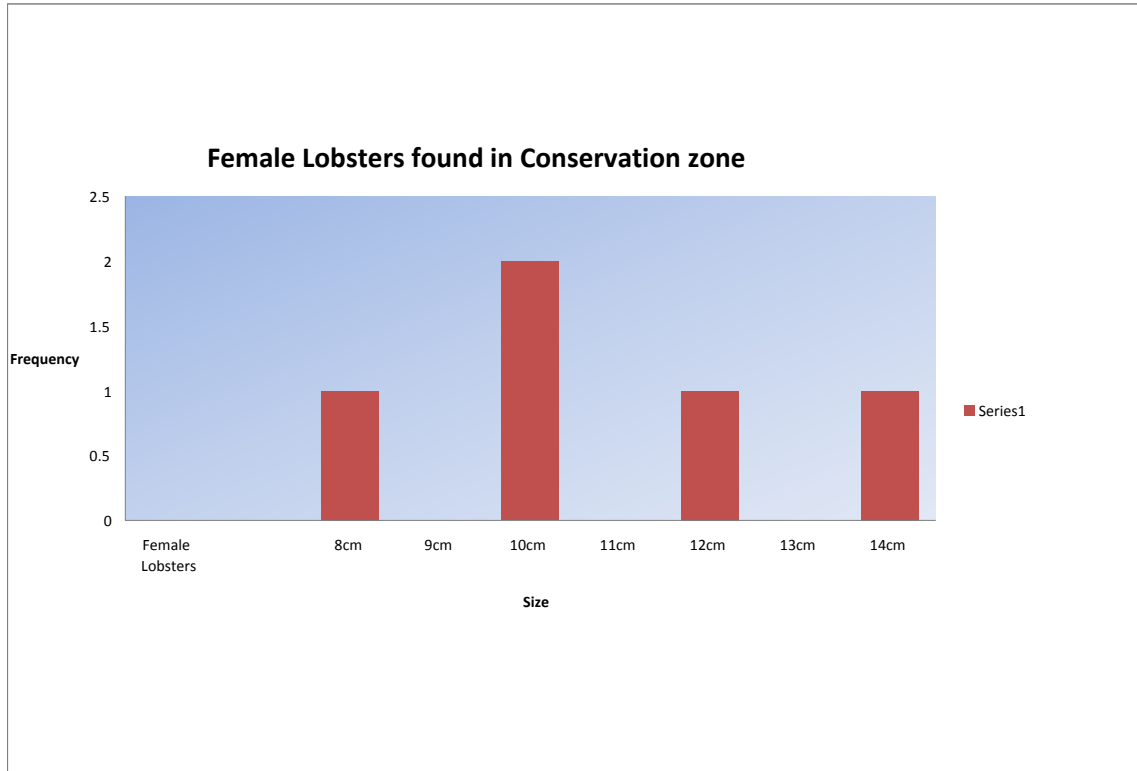 Female Lobsters found in Conservation zone
2.5
2
1.5
Frequency
1
0.5
0
Series1
Female
Lobsters
8cm 9cm 10cm 11cm 12cm 13cm 14cm
Size